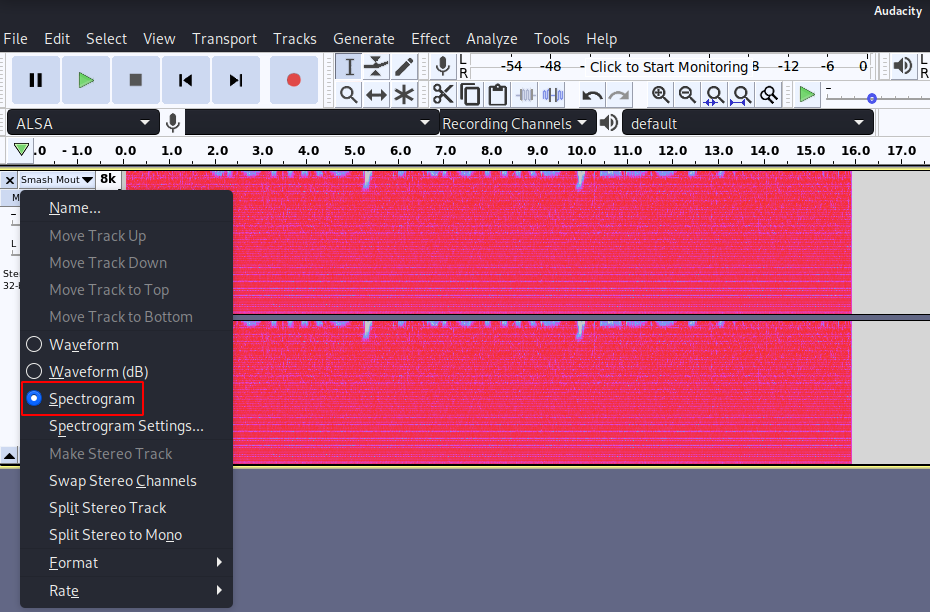 Audacity
File Edit Select View Transport Tracks Generate Effect Analyze Tools Help
L
R
-54 -48 - Click to Start Monitoring 8 -12 -6 0
L
R
ALSA
Recording Channels
default
.0 - 1.0 0.0 1.0 2.0 3.0 4.0 5.0 6.0 7.0 8.0 9.0 10.0 11.0 12.0 13.0 14.0 15.0 16.0 17.0
Smash Mout 8k
M
L
Ste
32-
Name...
Move Track Up
Move Track Down
Move Track to Top
Move Track to Bottom
Waveform
Waveform (dB)
Spectrogram
Spectrogram Settings...
Make Stereo Track
Swap Stereo Channels
Split Stereo Track
Split Stereo to Mono
Format
Rate